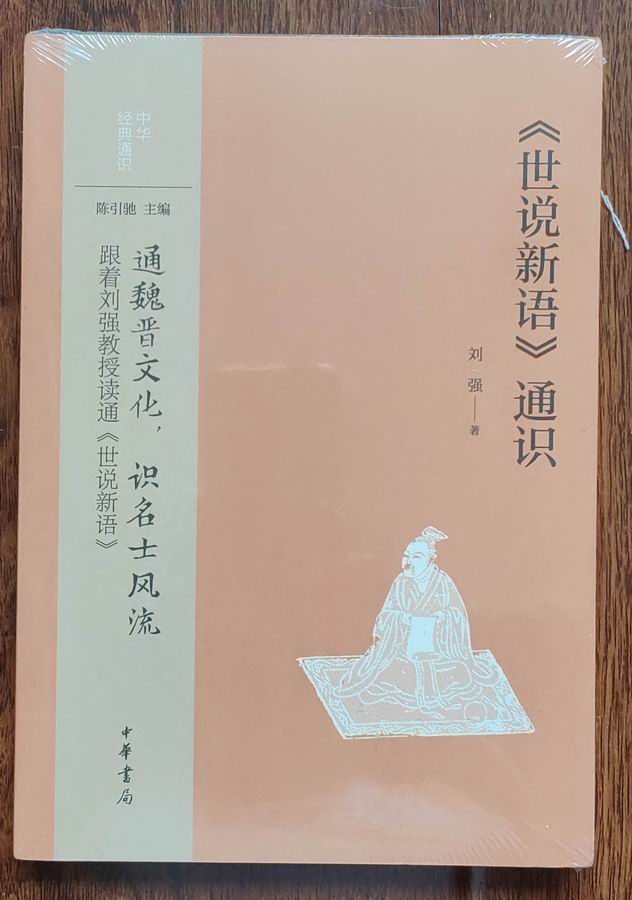 《世说新语》通识
刘强——著
中华
经典通识
陈引驰 主编
通魏晋文化，识名士风流
跟着刘强教授读通《世说新语》
中華書局